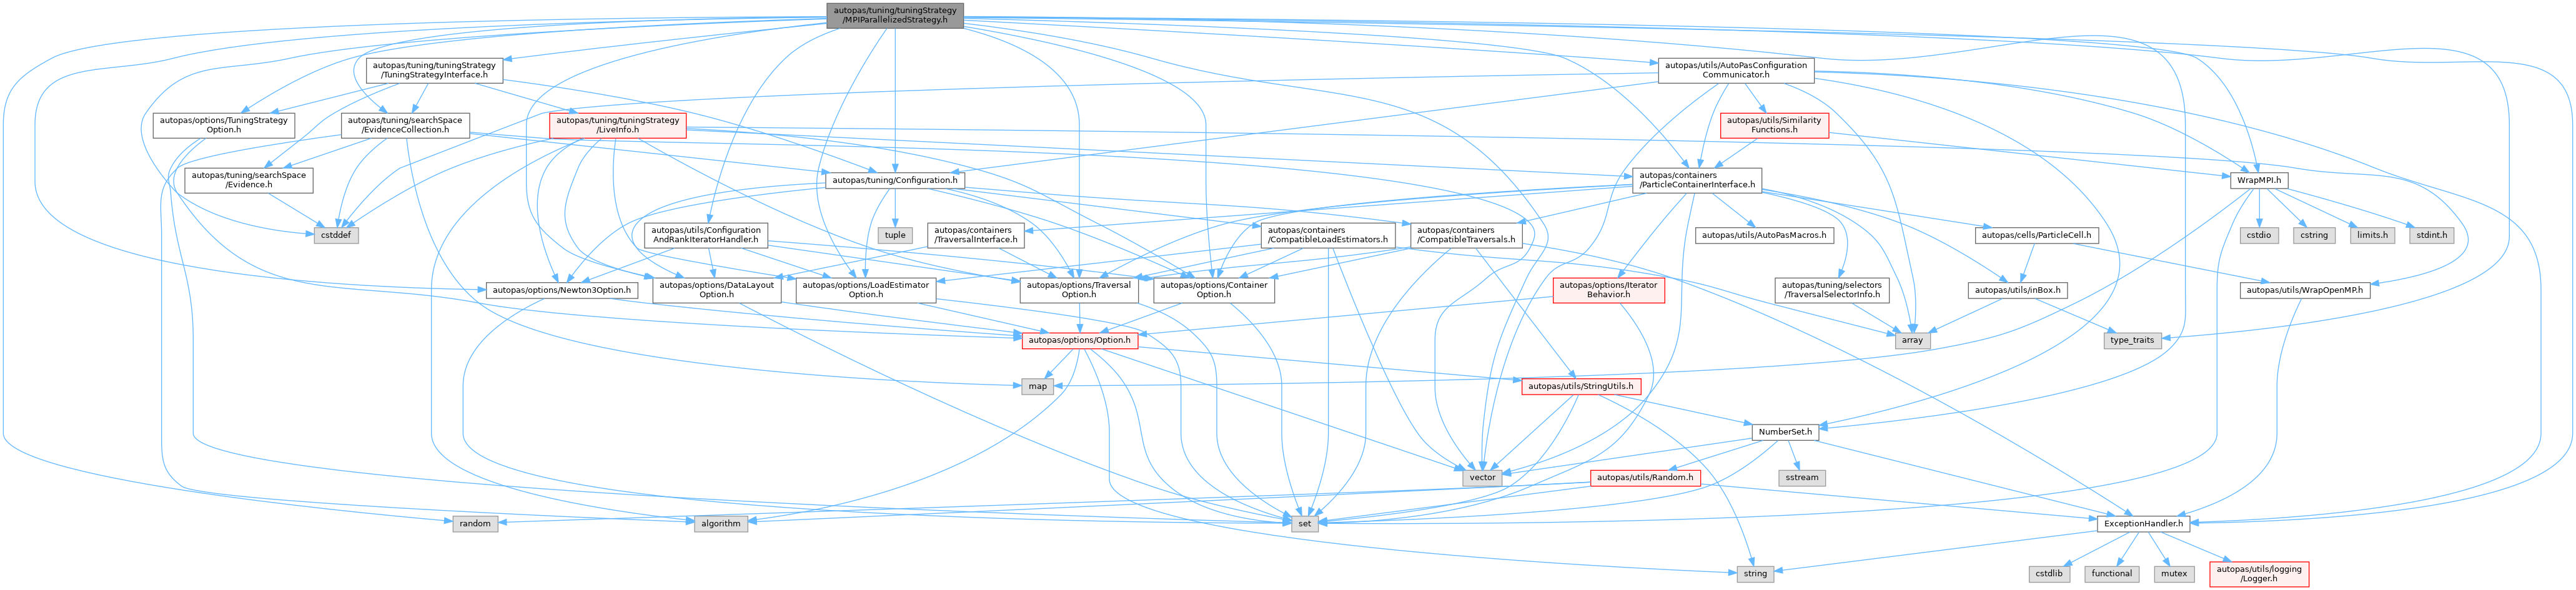 autopas/tuning/tuningStrategy
/MPIParallelizedStrategy.h
autopas/tuning/tuningStrategy
/TuningStrategyInterface.h
autopas/utils/AutoPasConfiguration
Communicator.h
autopas/options/TuningStrategy
Option.h
autopas/tuning/searchSpace
/EvidenceCollection.h
autopas/tuning/tuningStrategy
/LiveInfo.h
autopas/utils/Similarity
Functions.h
autopas/tuning/searchSpace
/Evidence.h
autopas/tuning/Configuration.h
autopas/containers
/ParticleContainerInterface.h
WrapMPI.h
cstddef
autopas/utils/Configuration
AndRankIteratorHandler.h
tuple
autopas/containers
/TraversalInterface.h
autopas/containers
/CompatibleLoadEstimators.h
autopas/containers
/CompatibleTraversals.h
autopas/utils/AutoPasMacros.h
autopas/cells/ParticleCell.h
cstdio
cstring
limits.h
stdint.h
autopas/options/Newton3Option.h
autopas/options/DataLayout
Option.h
autopas/options/LoadEstimator
Option.h
autopas/options/Traversal
Option.h
autopas/options/Container
Option.h
autopas/options/Iterator
Behavior.h
autopas/tuning/selectors
/TraversalSelectorInfo.h
autopas/utils/inBox.h
autopas/utils/WrapOpenMP.h
autopas/options/Option.h
array
type_traits
map
autopas/utils/StringUtils.h
NumberSet.h
vector
autopas/utils/Random.h
sstream
random
algorithm
set
ExceptionHandler.h
string
cstdlib
functional
mutex
autopas/utils/logging
/Logger.h